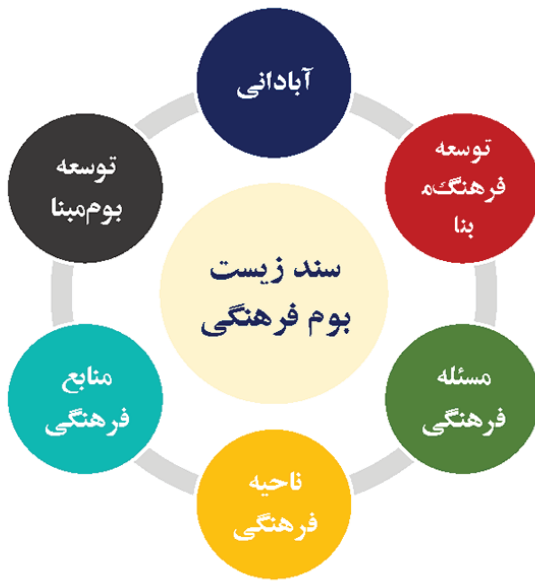 آبادانی
توسعه
فرهنگ‌م
بنا
مسئله
فرهنگی
ناحیه
فرهنگی
منابع
فرهنگی
توسعه
بوم‌مبنا
سند زیست
بوم فرهنگی